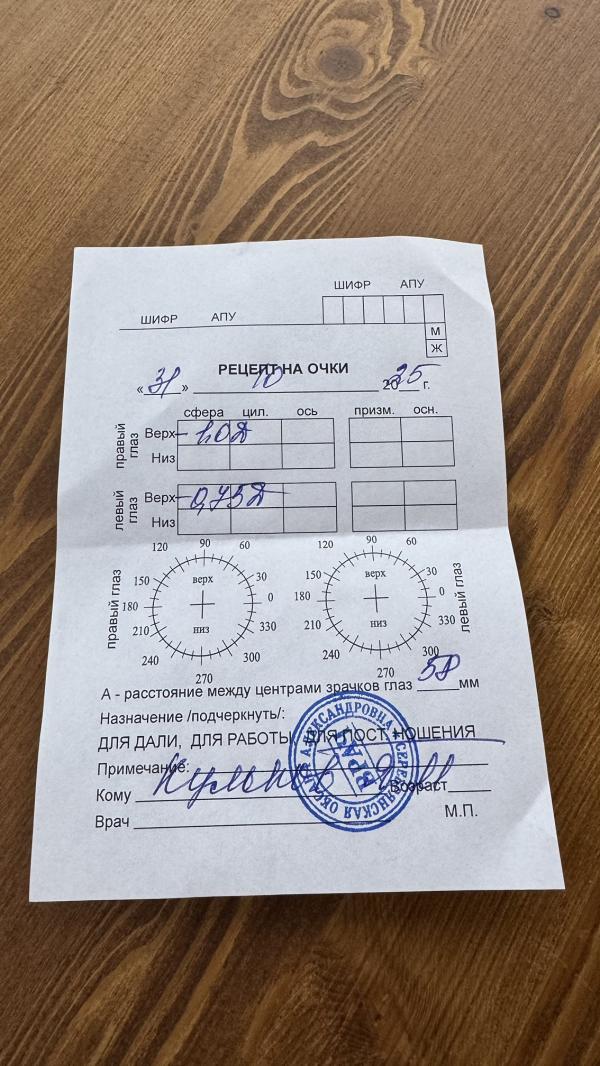 ШИФР АПУ
ШИФР АПУ
М
Ж
РЕЦЕПТ НА ОЧКИ
«31» 10 2025 г.
сфера цил. ось призм. осн.
правый глаз
Верх - 1,0Д
Низ
левый глаз
Верх - 0,75Д
Низ
120 90 60 120 90 60
150 верх 30 150 верх 30
правый глаз 180 0 180 0 левый глаз
210 низ 330 210 низ 330
240 270 300 240 270 300
А - расстояние между центрами зрачков глаз 58 мм
Назначение /подчеркнуть/:
ДЛЯ ДАЛИ, ДЛЯ РАБОТЫ, ДЛЯ ПОСТ. НОШЕНИЯ
Примечание:
Кому Возраст
Врач М.П.
АЛЕКСАНДРОВНА
ВРАЧ